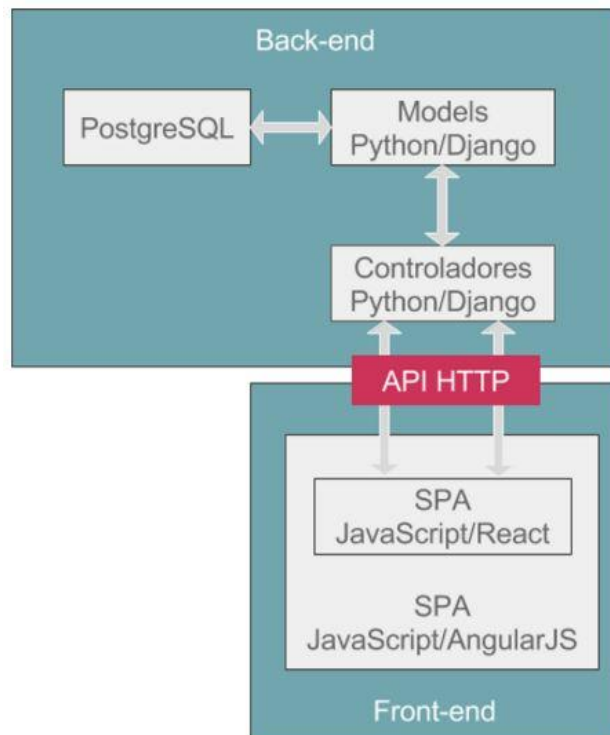 Back-end
PostgreSQL
Models
Python/Django
Controladores
Python/Django
API HTTP
SPA
JavaScript/React
SPA
JavaScript/AngularJS
Front-end